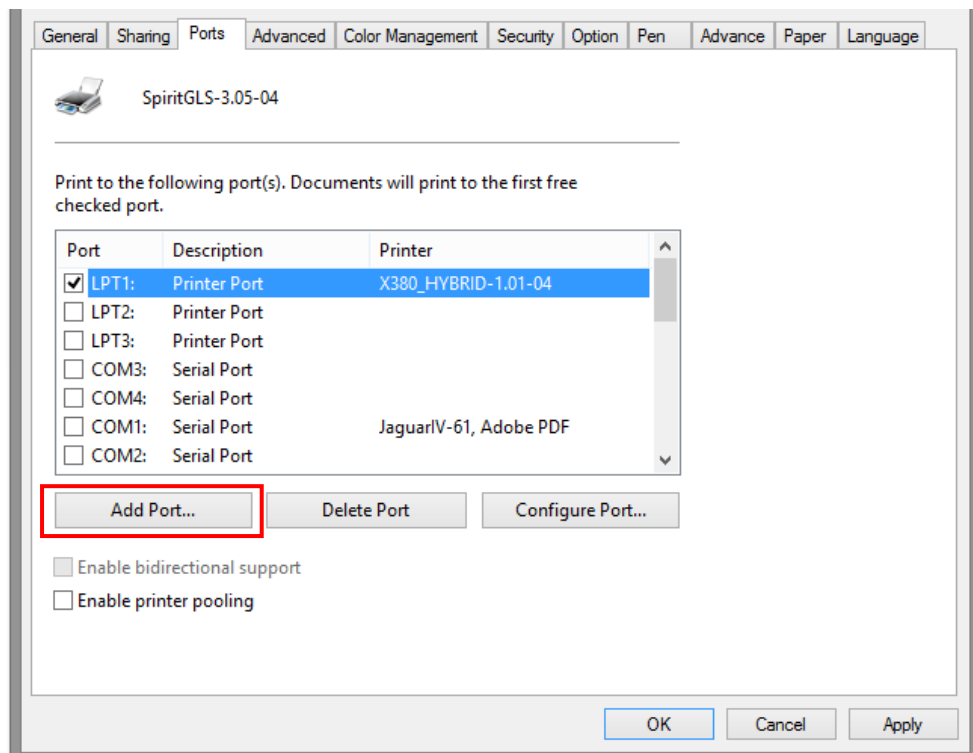 General Sharing Ports Advanced Color Management Security Option Pen Advance Paper Language
SpiritGLS-3.05-04
Print to the following port(s). Documents will print to the first free
checked port.
Port Description Printer
LPT1: Printer Port X380_HYBRID-1.01-04
LPT2: Printer Port
LPT3: Printer Port
COM3: Serial Port
COM4: Serial Port
COM1: Serial Port JaguarIV-61, Adobe PDF
COM2: Serial Port
Add Port... Delete Port Configure Port...
Enable bidirectional support
Enable printer pooling
OK Cancel Apply